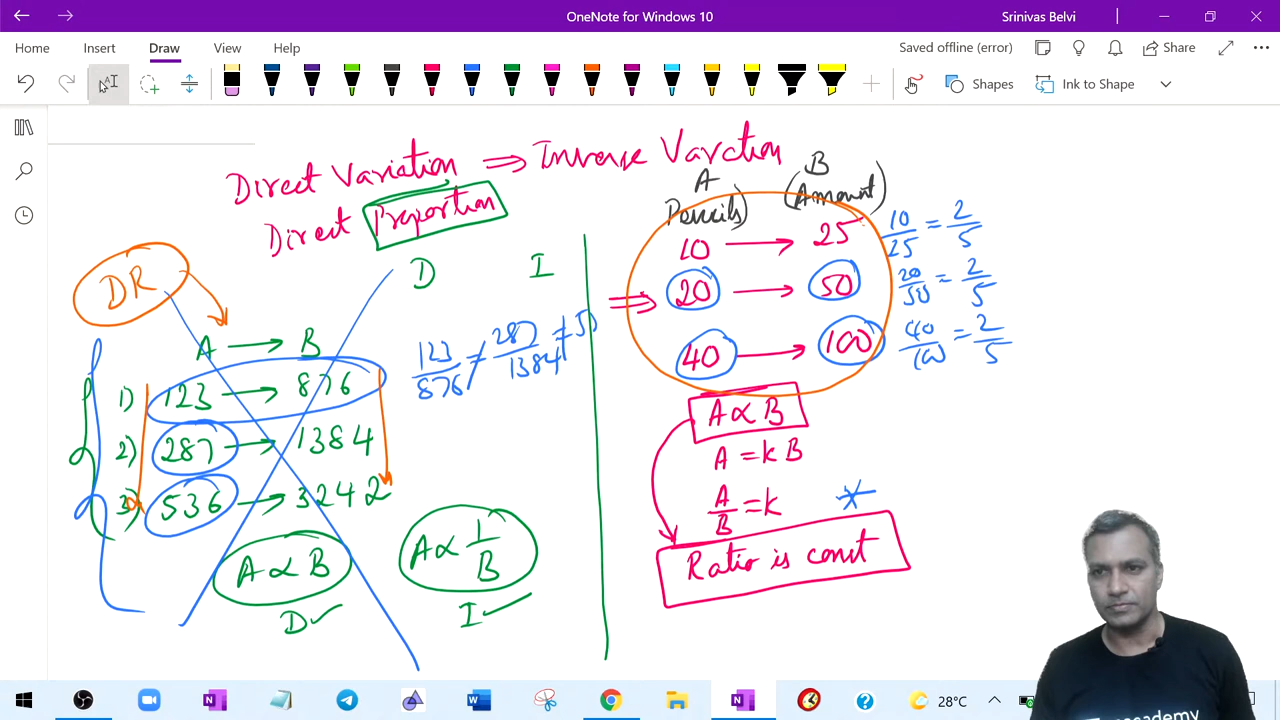 OneNote for Windows 10
Srinivas Belvi
Home Insert Draw View Help
Saved offline (error)
Share
Shapes
Ink to Shape
Direct Variation ⇒ Inverse Varction
Direct Proportion
A B
Pencils) (Amount)
10 → 25 10/25 = 2/5
⇒ 20 → 50 20/50 = 2/5
40 → 100 40/100 = 2/5
A ∝ B
A = kB
A/B = k
Ratio is const
D I
DR
A → B
1) 123 → 876
2) 287 → 1384
3) 536 → 3242
123/876 ≠ 287/1384 ≠
A ∝ B
D ✓
A ∝ 1/B
I ✓
28°C